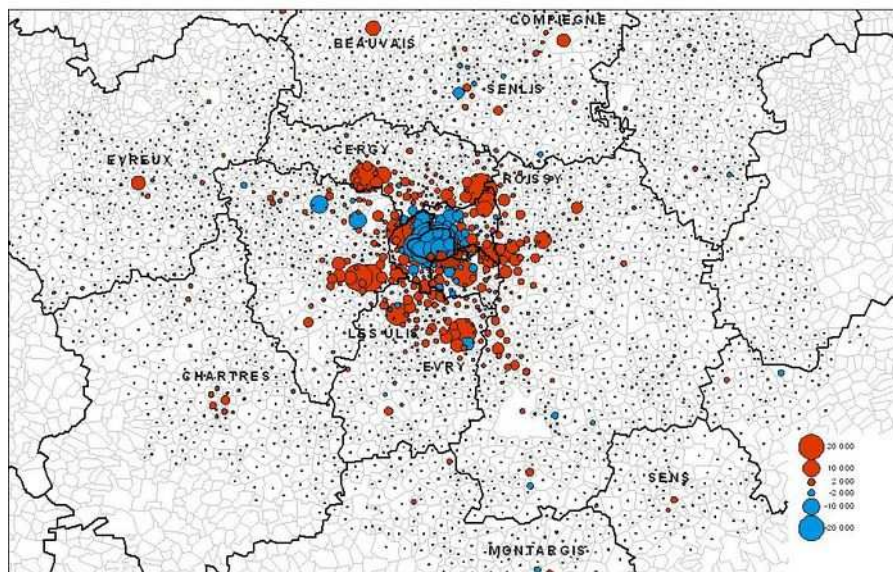 COMPIEGNE
BEAUVAIS
SENLIS
CERGY
EVREUX
ROISSY
LES ULIS
EVRY
CHARTRES
20 000
10 000
2 000
-2 000
-10 000
-20 000
SENS
MONTARGIS